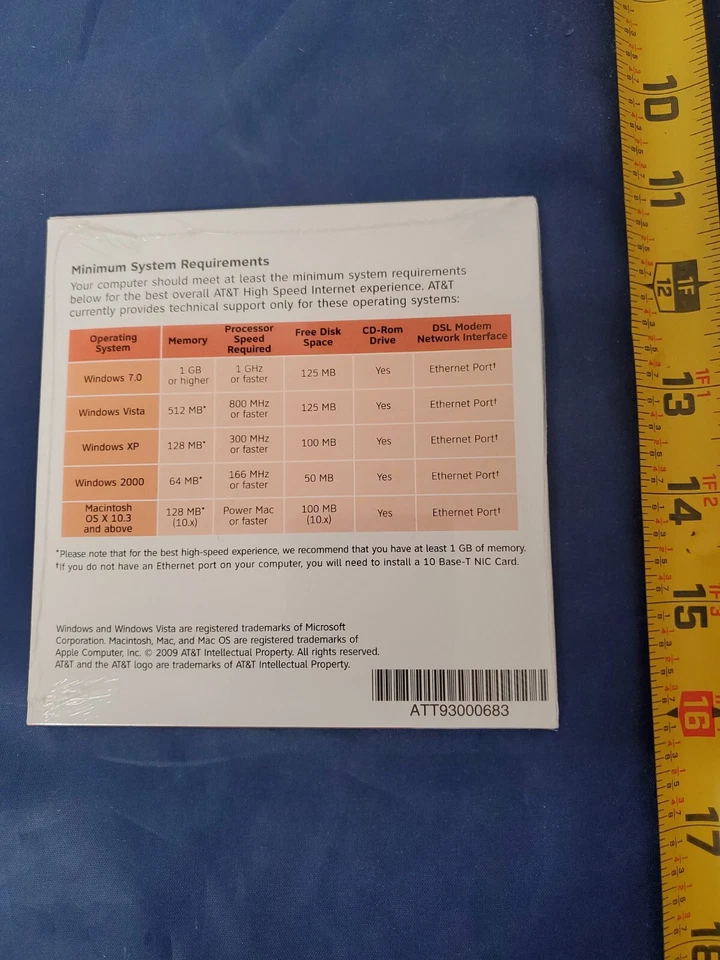 Minimum System Requirements
Your computer should meet at least the minimum system requirements
below for the best overall AT&T High Speed Internet experience. AT&T
currently provides technical support only for these operating systems:
Operating System Memory Processor Speed Required Free Disk Space CD-Rom Drive DSL Modem Network Interface
Windows 7.0 1 GB or higher 1 GHz or faster 125 MB Yes Ethernet Port†
Windows Vista 512 MB* 800 MHz or faster 125 MB Yes Ethernet Port†
Windows XP 128 MB* 300 MHz or faster 100 MB Yes Ethernet Port†
Windows 2000 64 MB* 166 MHz or faster 50 MB Yes Ethernet Port†
Macintosh OS X 10.3 and above 128 MB* (10.x) Power Mac or faster 100 MB (10.x) Yes Ethernet Port†
*Please note that for the best high-speed experience, we recommend that you have at least 1 GB of memory.
†If you do not have an Ethernet port on your computer, you will need to install a 10 Base-T NIC Card.
Windows and Windows Vista are registered trademarks of Microsoft
Corporation. Macintosh, Mac, and Mac OS are registered trademarks of
Apple Computer, Inc. © 2009 AT&T Intellectual Property. All rights reserved.
AT&T and the AT&T logo are trademarks of AT&T Intellectual Property.
ATT93000683
10
11
1F
12
1F1
13
1F2
14
1F3
15
16
17
18